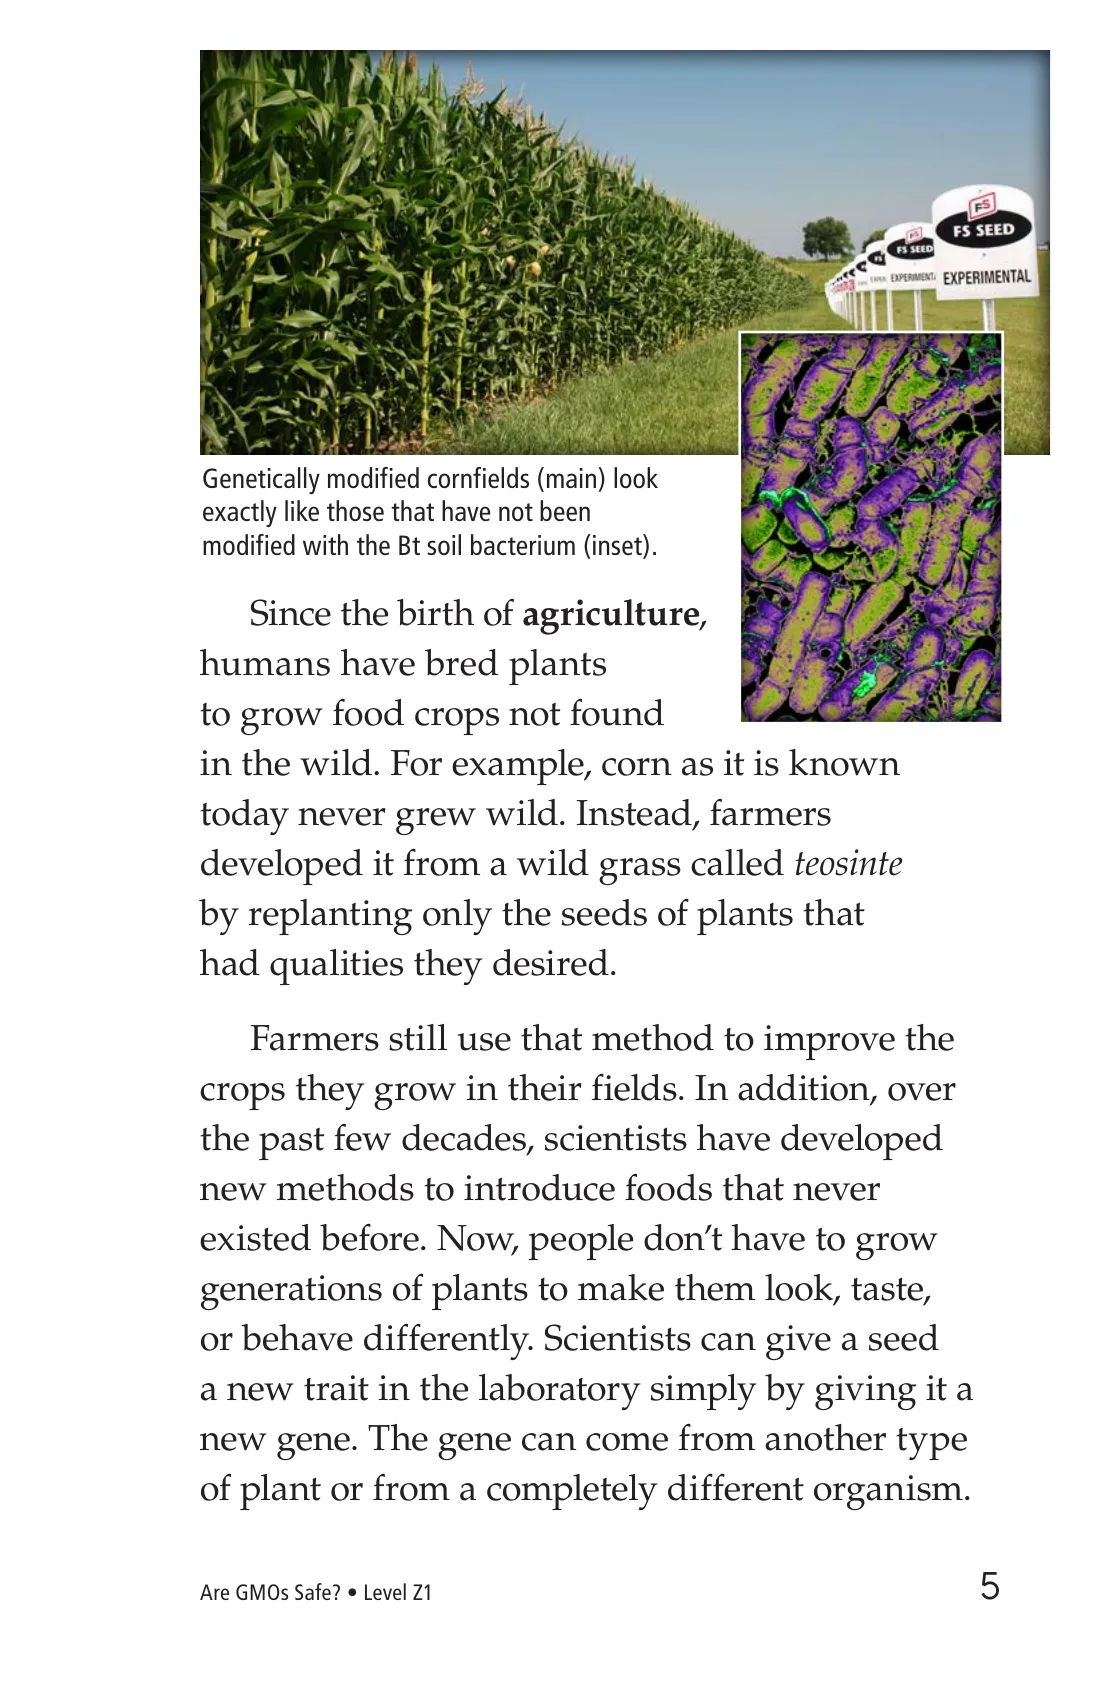 FS
FS SEED
EXPERIMENTAL
FS SEED
Genetically modified cornfields (main) look
exactly like those that have not been
modified with the Bt soil bacterium (inset).
Since the birth of agriculture,
humans have bred plants
to grow food crops not found
in the wild. For example, corn as it is known
today never grew wild. Instead, farmers
developed it from a wild grass called teosinte
by replanting only the seeds of plants that
had qualities they desired.
Farmers still use that method to improve the
crops they grow in their fields. In addition, over
the past few decades, scientists have developed
new methods to introduce foods that never
existed before. Now, people don’t have to grow
generations of plants to make them look, taste,
or behave differently. Scientists can give a seed
a new trait in the laboratory simply by giving it a
new gene. The gene can come from another type
of plant or from a completely different organism.
Are GMOs Safe? • Level Z1
5